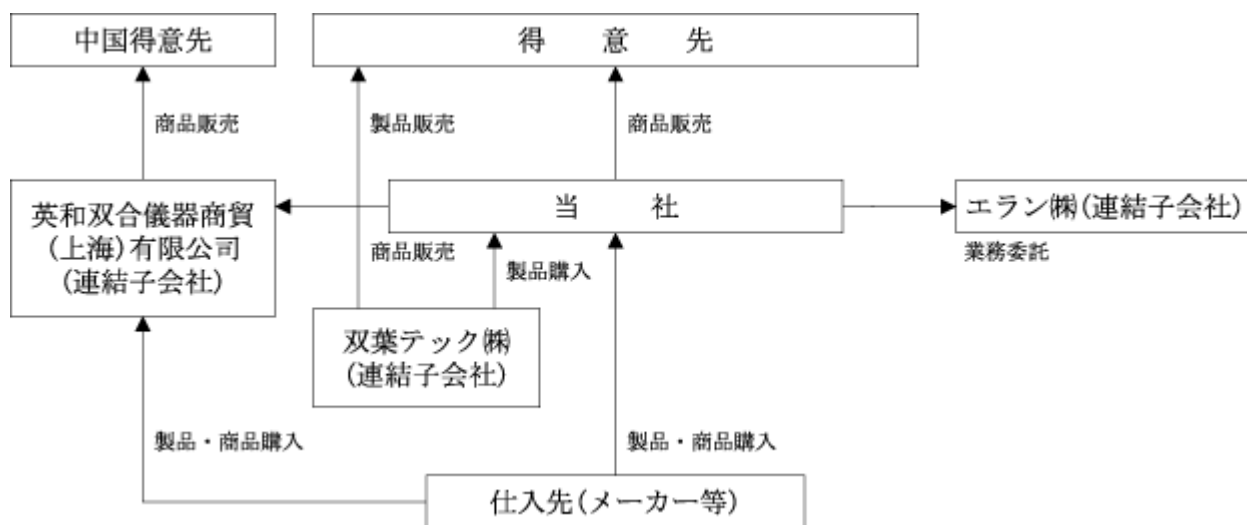 中国得意先
得意先
商品販売
製品販売
商品販売
英和双合儀器商貿
(上海)有限公司
(連結子会社)
当社
エラン㈱(連結子会社)
商品販売
製品購入
業務委託
双葉テック㈱
(連結子会社)
製品・商品購入
製品・商品購入
仕入先(メーカー等)